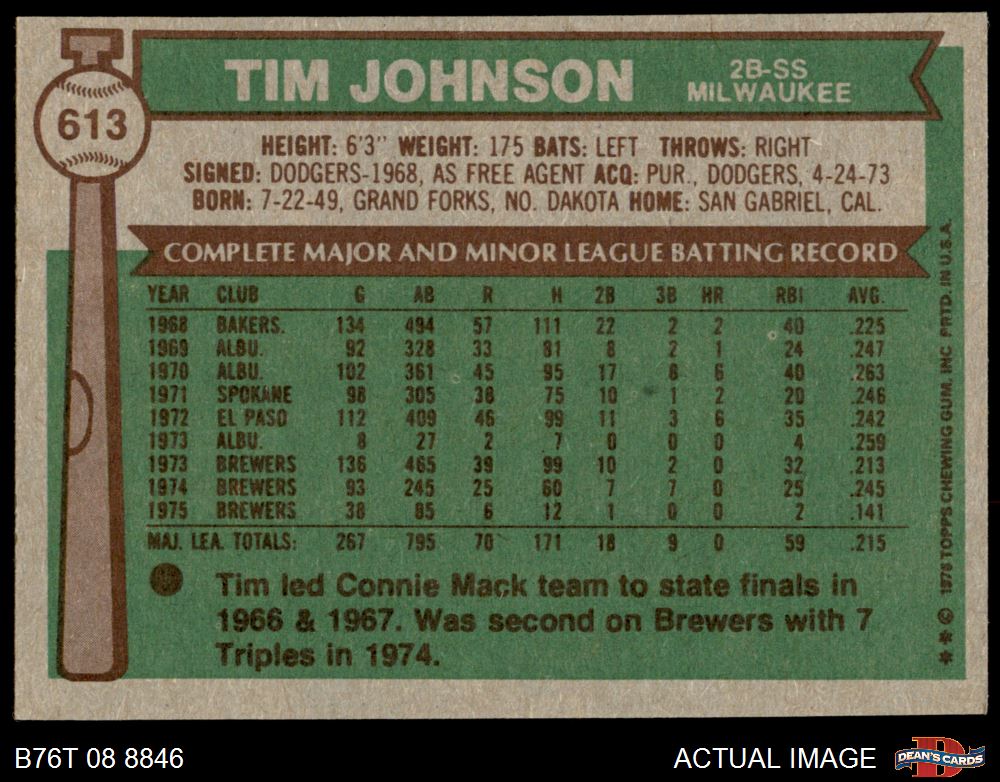 613
TIM JOHNSON
2B-SS
MILWAUKEE
HEIGHT: 6'3" WEIGHT: 175 BATS: LEFT THROWS: RIGHT
SIGNED: DODGERS-1968, AS FREE AGENT ACQ: PUR., DODGERS, 4-24-73
BORN: 7-22-49, GRAND FORKS, NO. DAKOTA HOME: SAN GABRIEL, CAL.
COMPLETE MAJOR AND MINOR LEAGUE BATTING RECORD
YEAR CLUB G AB R H 2B 3B HR RBI AVG.
1968 BAKERS. 134 494 57 111 22 2 2 40 .225
1969 ALBU. 92 328 33 81 8 2 1 24 .247
1970 ALBU. 102 361 45 95 17 8 6 40 .263
1971 SPOKANE 98 305 38 75 10 1 2 20 .246
1972 EL PASO 112 409 46 99 11 3 6 35 .242
1973 ALBU. 8 27 2 7 0 0 0 4 .259
1973 BREWERS 136 465 39 99 10 2 0 32 .213
1974 BREWERS 93 245 25 60 7 7 0 25 .245
1975 BREWERS 38 85 6 12 1 0 0 2 .141
MAJ. LEA. TOTALS: 267 795 70 171 18 9 0 59 .215
Tim led Connie Mack team to state finals in
1966 & 1967. Was second on Brewers with 7
Triples in 1974.
** © 1976 TOPPS CHEWING GUM, INC PRTD. IN U.S.A.
B76T 08 8846
ACTUAL IMAGE
DEAN'S CARDS